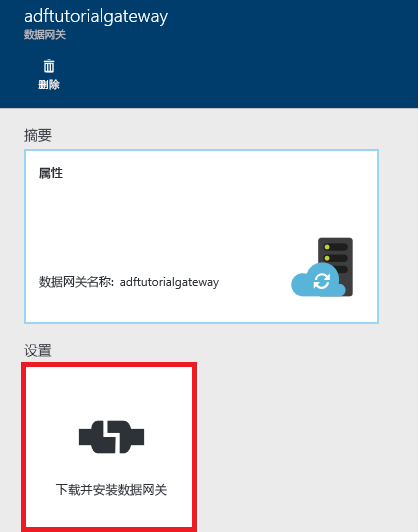 adftutorialgateway
数据网关
删除
摘要
属性
数据网关名称: adftutorialgateway
设置
下载并安装数据网关